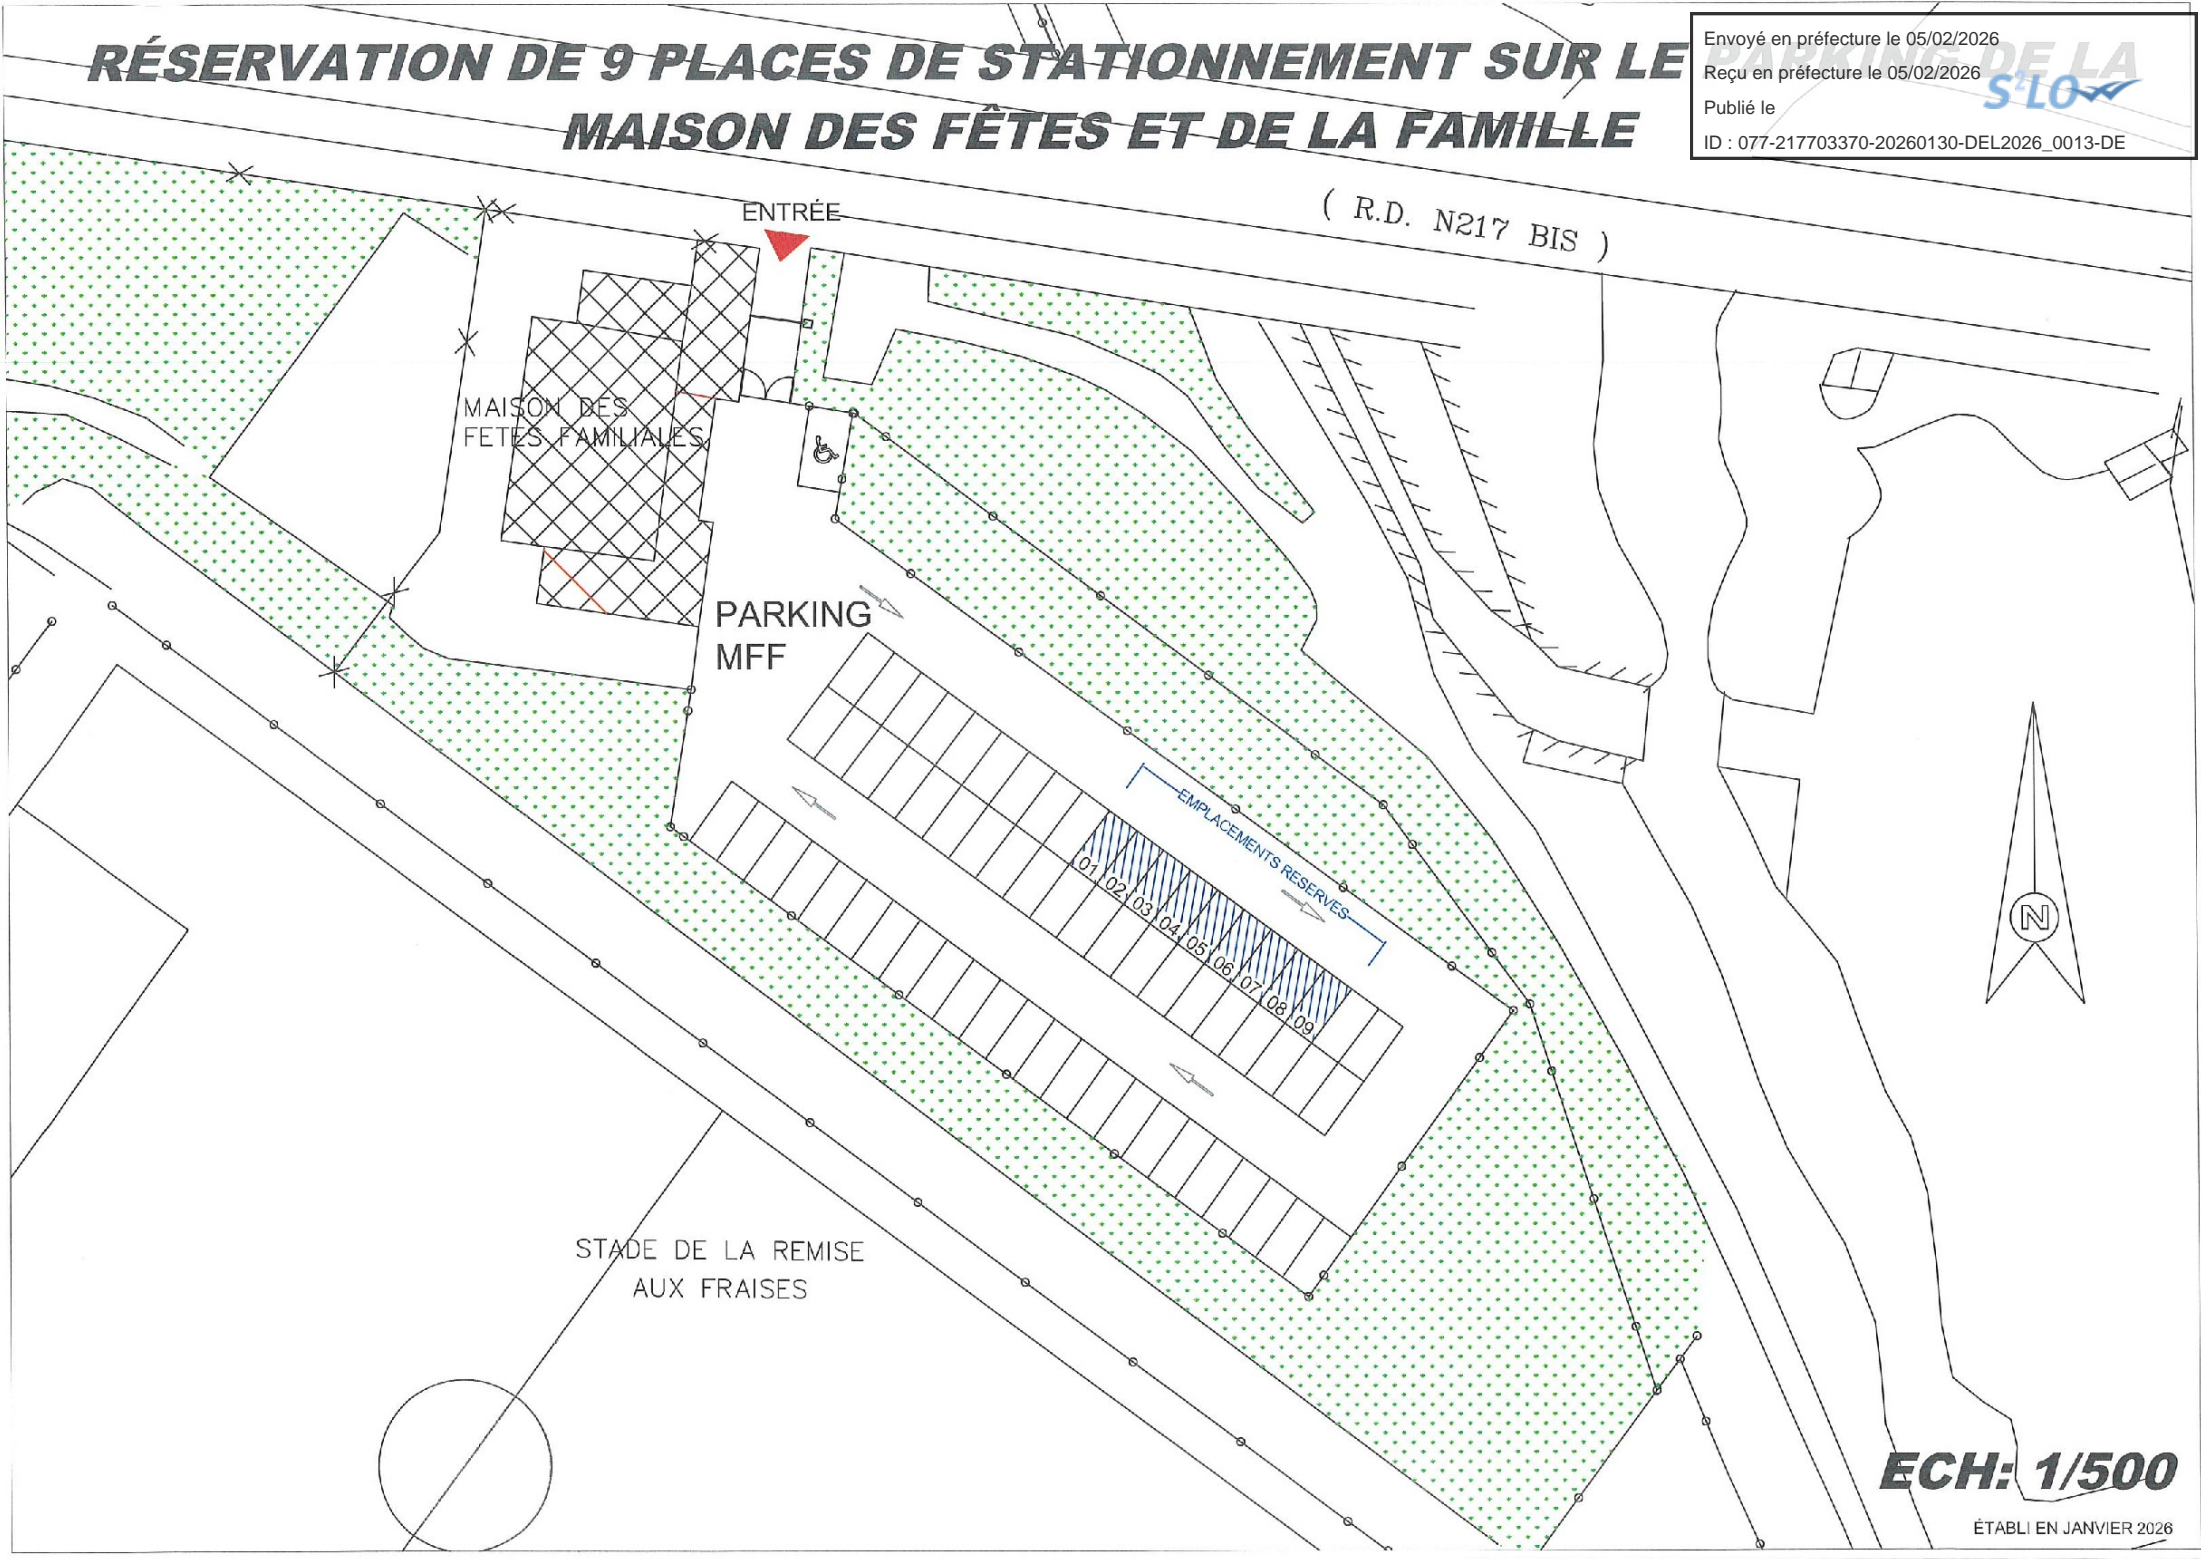 RÉSERVATION DE 9 PLACES DE STATIONNEMENT SUR LE PARKING DE LA
MAISON DES FÊTES ET DE LA FAMILLE
Envoyé en préfecture le 05/02/2026
Reçu en préfecture le 05/02/2026
Publié le
S²LO
ID : 077-217703370-20260130-DEL2026_0013-DE
ENTRÉE
( R.D. N217 BIS )
MAISON DES
FETES FAMILIALES
PARKING
MFF
EMPLACEMENTS RESERVES
01
02
03
04
05
06
07
08
09
N
STADE DE LA REMISE
AUX FRAISES
ECH: 1/500
ÉTABLI EN JANVIER 2026